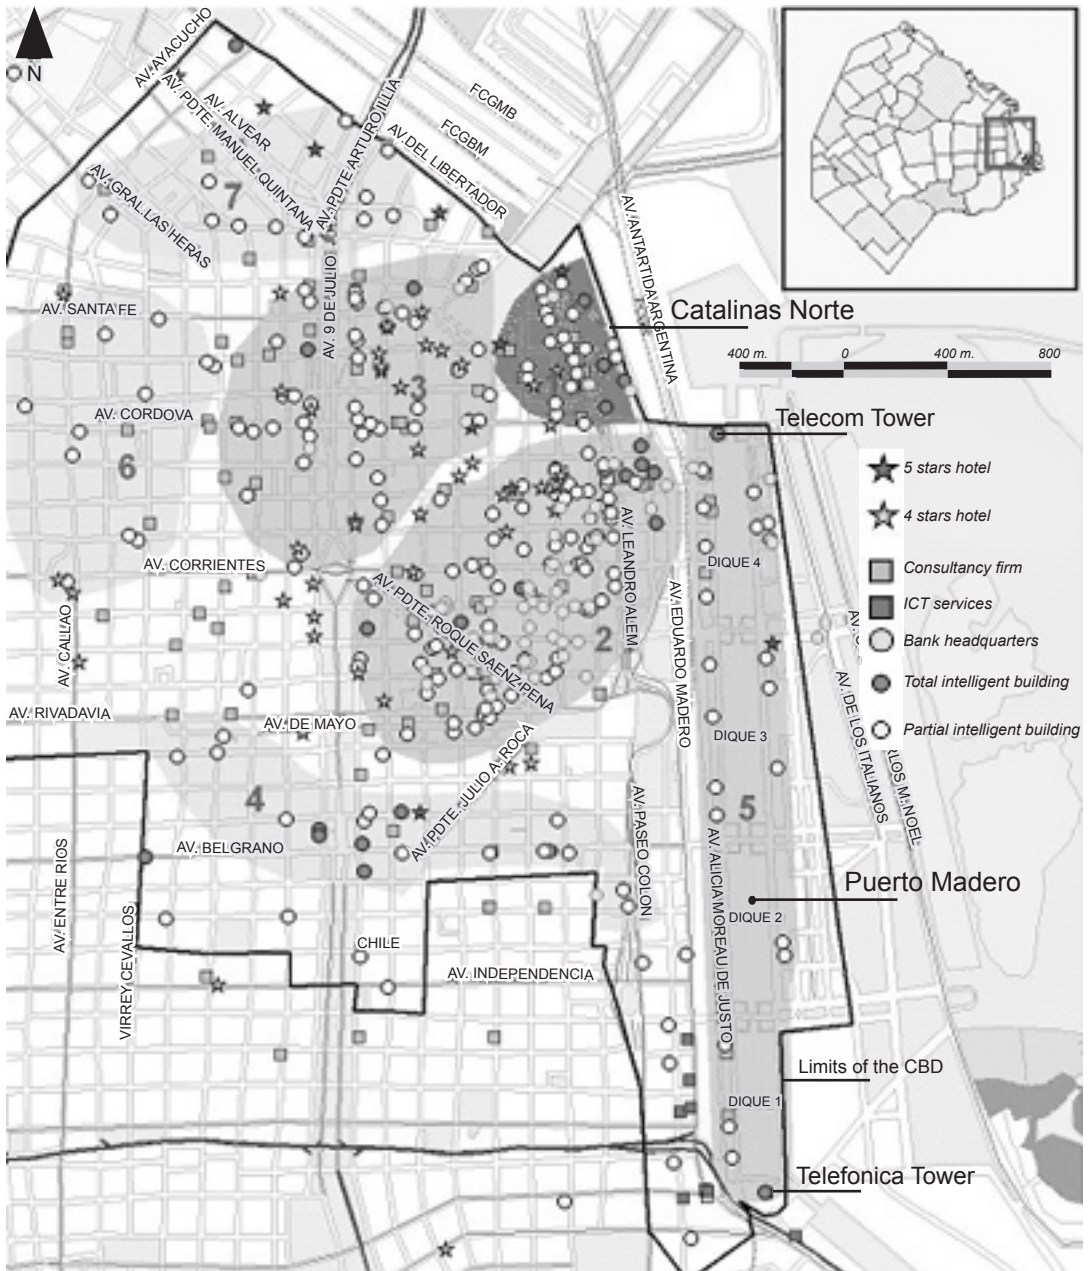 N
AV. AYACUCHO
AV. PDTE. MANUEL QUINTANA
AV. ALVEAR
AV. GRAL.LAS HERAS
AV. PDTE ARTURO ILLIA
FCGMB
FCGBM
AV.DEL LIBERTADOR
7
AV. ANTARTIDA ARGENTINA
AV. SANTA FE
AV. 9 DE JULIO
Catalinas Norte
400 m.
0
400 m.
800
1
3
AV. CORDOVA
Telecom Tower
6
5 stars hotel
4 stars hotel
Consultancy firm
ICT services
Bank headquarters
Total intelligent building
Partial intelligent building
AV. CORRIENTES
AV. LEANDRO ALEM
DIQUE 4
AV. PDTE. ROQUE SAENZ PENA
AV. CALLAO
2
AV. EDUARDO MADERO
AV. RIVADAVIA
AV. DE MAYO
DIQUE 3
AV. DE LOS ITALIANOS
RLOS M. NOEL
AV. PDTE. JULIO A. ROCA
4
5
AV. BELGRANO
AV. PASEO COLON
AV. ALICIA MOREAU DE JUSTO
Puerto Madero
DIQUE 2
AV. ENTRE RIOS
VIRREY CEVALLOS
CHILE
AV. INDEPENDENCIA
Limits of the CBD
DIQUE 1
Telefonica Tower